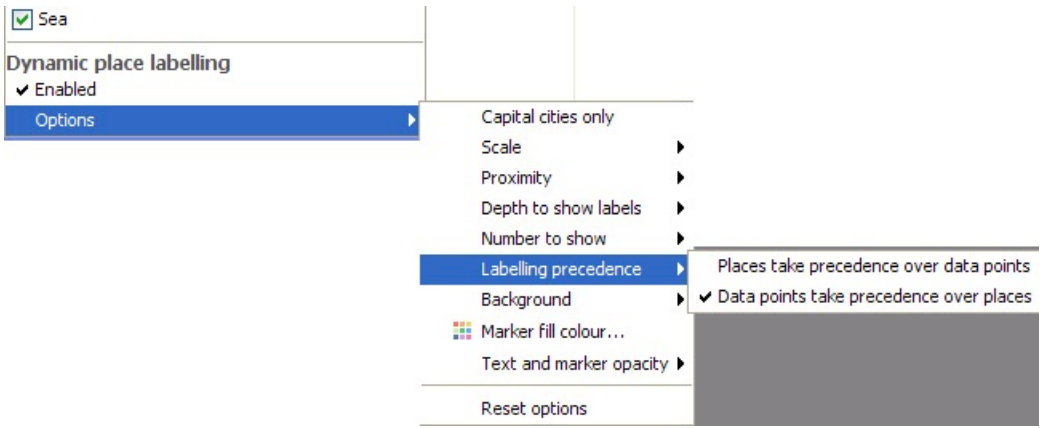 Sea
Dynamic place labelling
Enabled
Options
Capital cities only
Scale
Proximity
Depth to show labels
Number to show
Labelling precedence
Places take precedence over data points
Data points take precedence over places
Background
Marker fill colour...
Text and marker opacity
Reset options